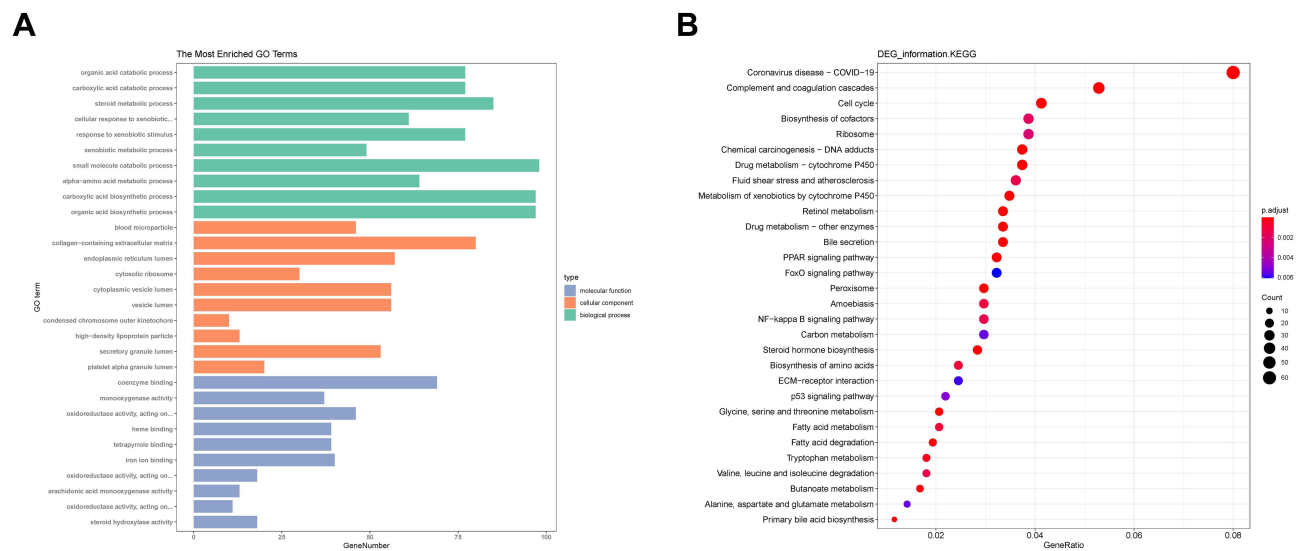 A
The Most Enriched GO Terms
organic acid catabolic process
carboxylic acid catabolic process
steroid metabolic process
cellular response to xenobiotic...
response to xenobiotic stimulus
xenobiotic metabolic process
small molecule catabolic process
alpha-amino acid metabolic process
carboxylic acid biosynthetic process
organic acid biosynthetic process
blood microparticle
collagen-containing extracellular matrix
endoplasmic reticulum lumen
cytosolic ribosome
cytoplasmic vesicle lumen
vesicle lumen
condensed chromosome outer kinetochore
high-density lipoprotein particle
secretory granule lumen
platelet alpha granule lumen
coenzyme binding
monooxygenase activity
oxidoreductase activity, acting on...
heme binding
tetrapyrrole binding
iron ion binding
oxidoreductase activity, acting on...
arachidonic acid monooxygenase activity
oxidoreductase activity, acting on...
steroid hydroxylase activity
GO term
0 25 50 75 100
GeneNumber
type
molecular function
cellular component
biological process
B
DEG_information.KEGG
Coronavirus disease − COVID−19
Complement and coagulation cascades
Cell cycle
Biosynthesis of cofactors
Ribosome
Chemical carcinogenesis − DNA adducts
Drug metabolism − cytochrome P450
Fluid shear stress and atherosclerosis
Metabolism of xenobiotics by cytochrome P450
Retinol metabolism
Drug metabolism − other enzymes
Bile secretion
PPAR signaling pathway
FoxO signaling pathway
Peroxisome
Amoebiasis
NF−kappa B signaling pathway
Carbon metabolism
Steroid hormone biosynthesis
Biosynthesis of amino acids
ECM−receptor interaction
p53 signaling pathway
Glycine, serine and threonine metabolism
Fatty acid metabolism
Fatty acid degradation
Tryptophan metabolism
Valine, leucine and isoleucine degradation
Butanoate metabolism
Alanine, aspartate and glutamate metabolism
Primary bile acid biosynthesis
0.02 0.04 0.06 0.08
GeneRatio
p.adjust
0.002
0.004
0.006
Count
10
20
30
40
50
60